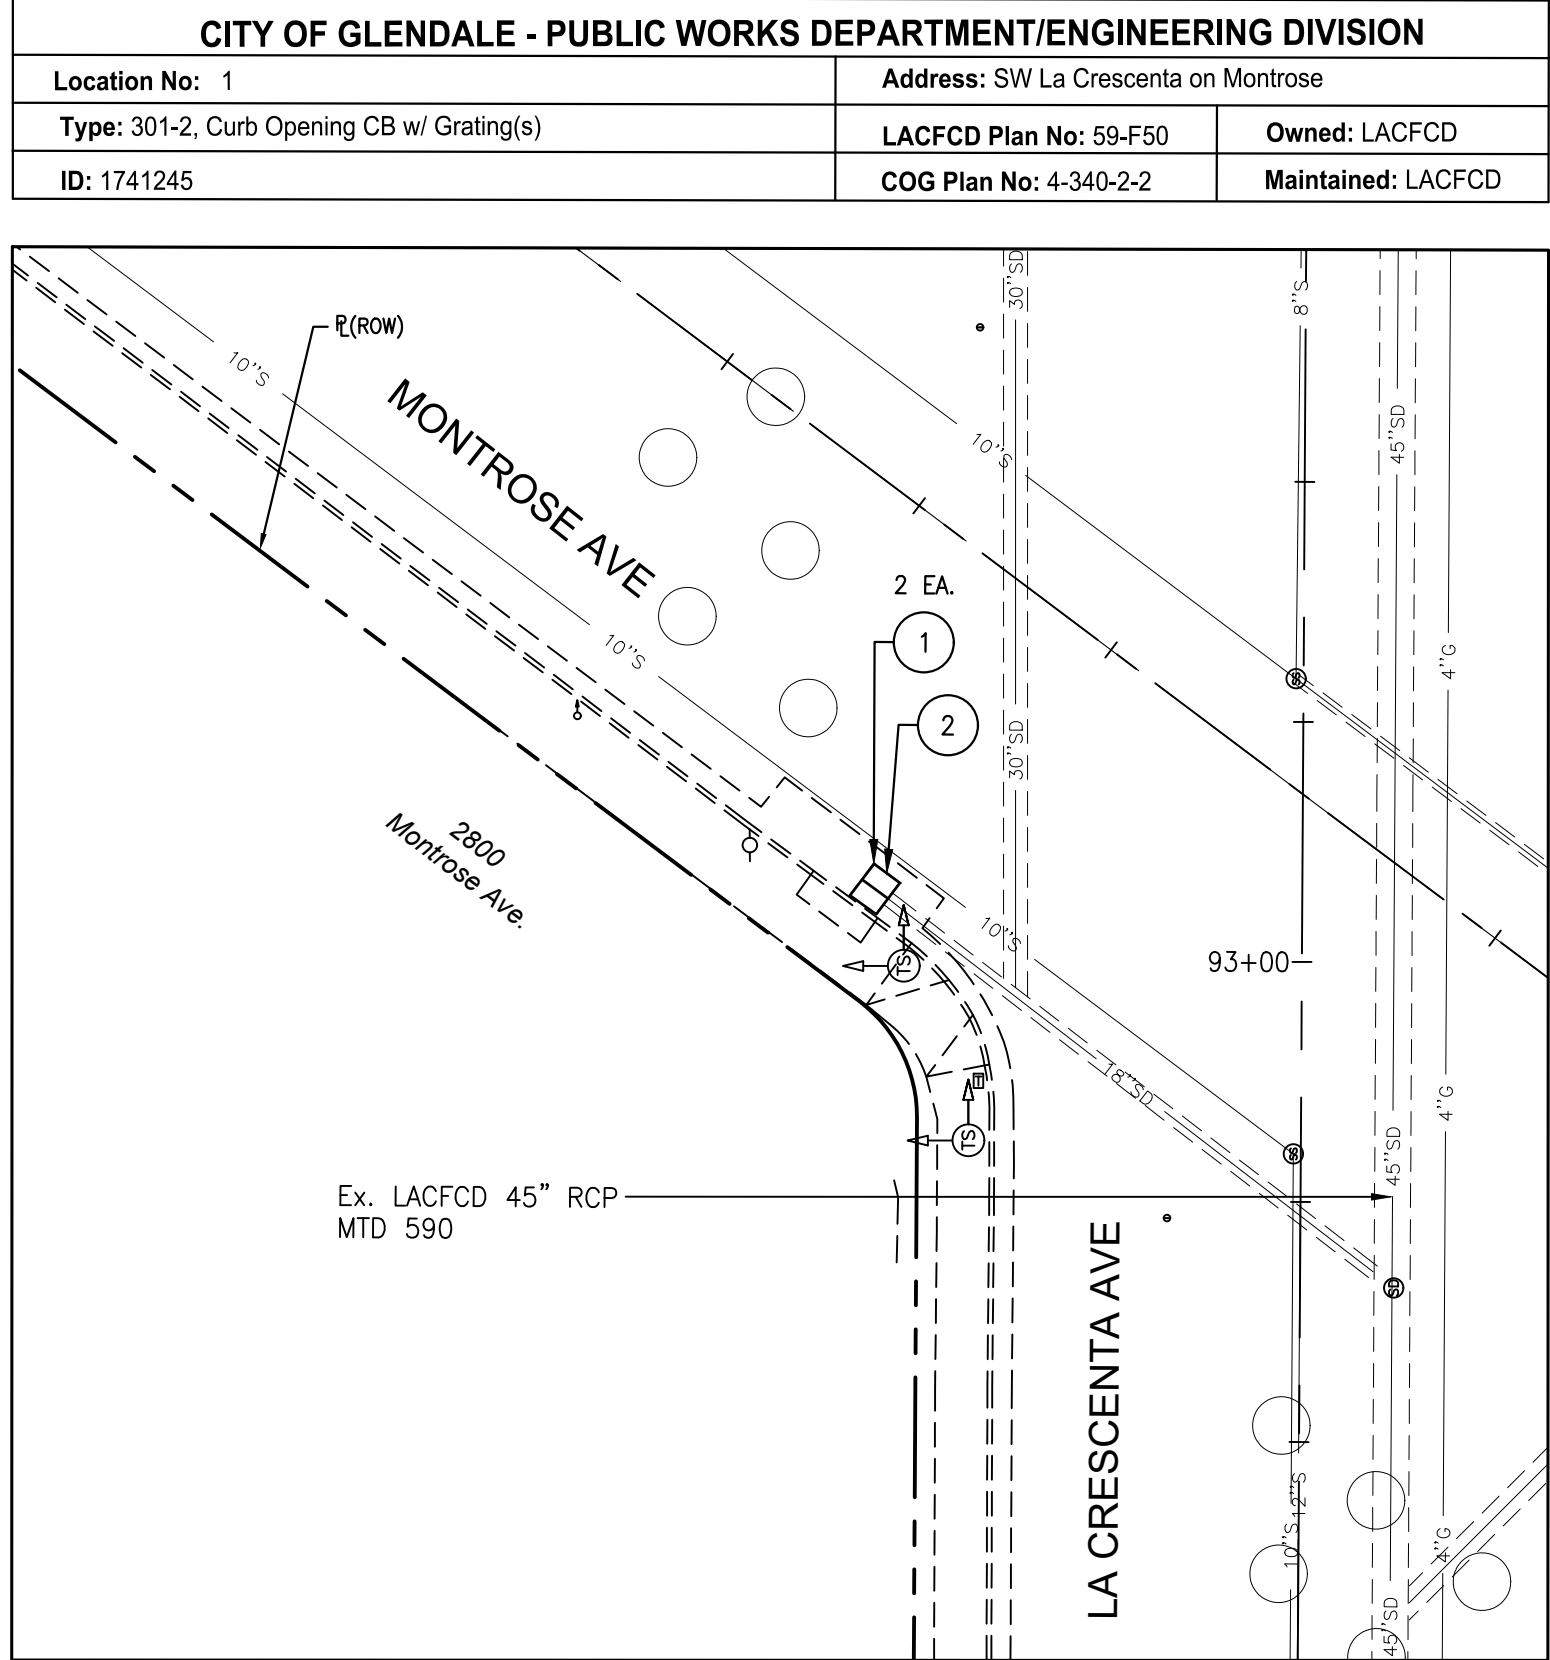 CITY OF GLENDALE - PUBLIC WORKS DEPARTMENT/ENGINEERING DIVISION
Location No: 1
Address: SW La Crescenta on Montrose
Type: 301-2, Curb Opening CB w/ Grating(s)
LACFCD Plan No: 59-F50
Owned: LACFCD
ID: 1741245
COG Plan No: 4-340-2-2
Maintained: LACFCD
30''SD
8''S
℄(ROW)
10''S
MONTROSE AVE
45''SD
10''S
2 EA.
1
10''S
4''G
SS
2
30''SD
2800
Montrose Ave.
10''S
93+00
TS
18''SD
T
4''G
TS
SS
45''SD
Ex. LACFCD 45" RCP
MTD 590
LA CRESCENTA AVE
SD
12''S
10''S
4''G
45''SD